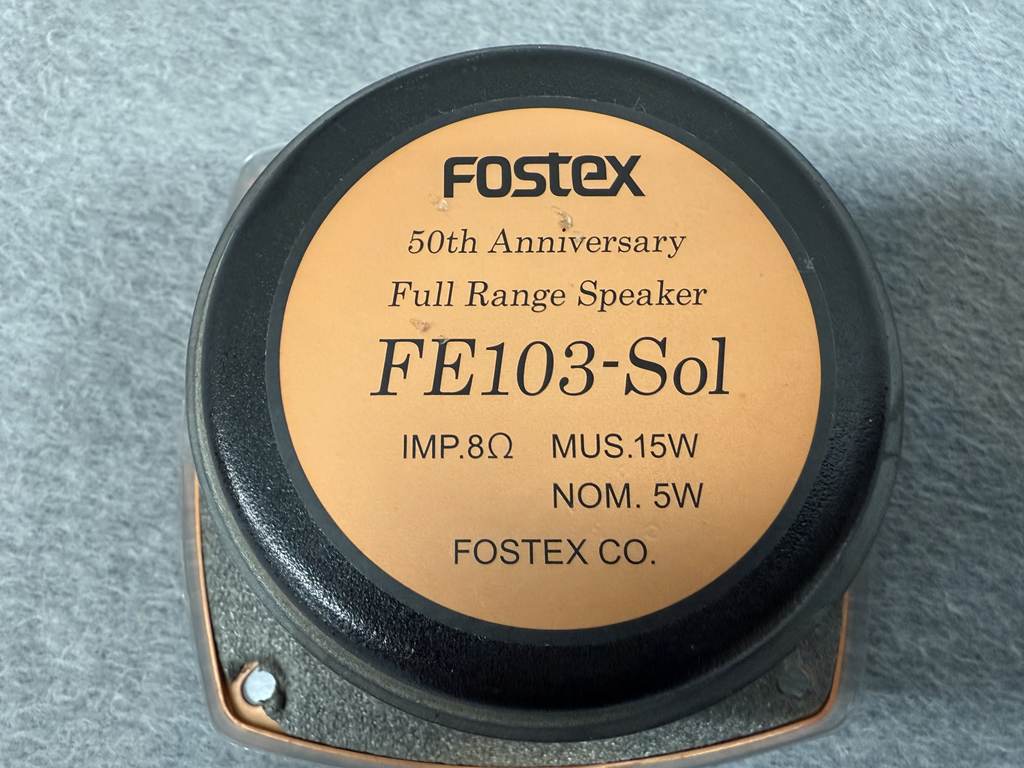 FOSTEX
50th Anniversary
Full Range Speaker
FE103-Sol
IMP.8Ω MUS.15W
NOM. 5W
FOSTEX CO.